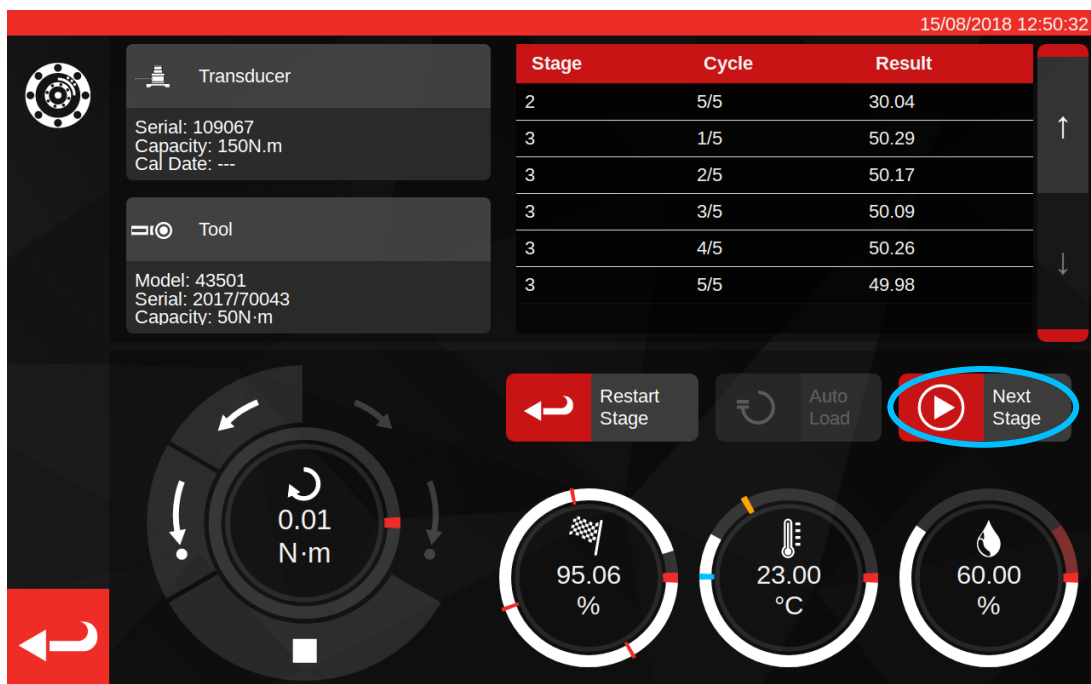 15/08/2018 12:50:32
Transducer
Serial: 109067
Capacity: 150N.m
Cal Date: ---
Tool
Model: 43501
Serial: 2017/70043
Capacity: 50N·m
Stage Cycle Result
2 5/5 30.04
3 1/5 50.29
3 2/5 50.17
3 3/5 50.09
3 4/5 50.26
3 5/5 49.98
Restart
Stage
Auto
Load
Next
Stage
0.01
N·m
95.06
%
23.00
°C
60.00
%